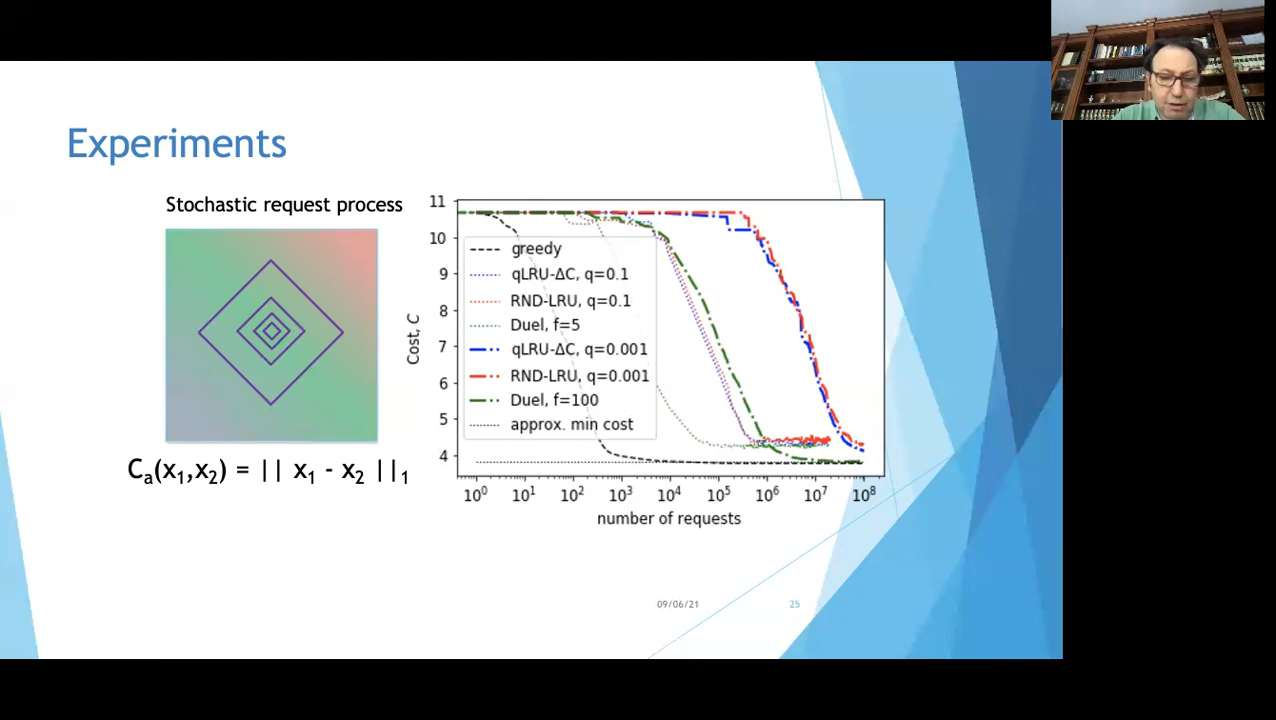 Experiments
Stochastic request process
Cₐ(x₁,x₂) = || x₁ - x₂ ||₁
11
10
9
8
7
6
5
4
Cost, C
greedy
qLRU-ΔC, q=0.1
RND-LRU, q=0.1
Duel, f=5
qLRU-ΔC, q=0.001
RND-LRU, q=0.001
Duel, f=100
approx. min cost
10⁰ 10¹ 10² 10³ 10⁴ 10⁵ 10⁶ 10⁷ 10⁸
number of requests
09/06/21 25